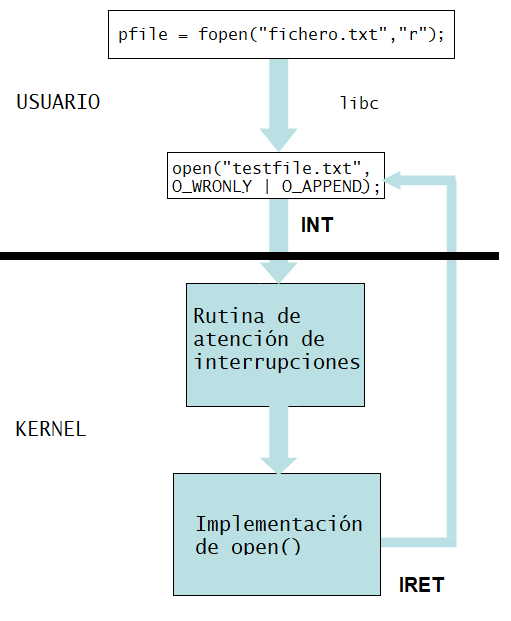 pfile = fopen("fichero.txt","r");
USUARIO
libc
open("testfile.txt",
O_WRONLY | O_APPEND);
INT
Rutina de
atención de
interrupciones
KERNEL
Implementación
de open()
IRET